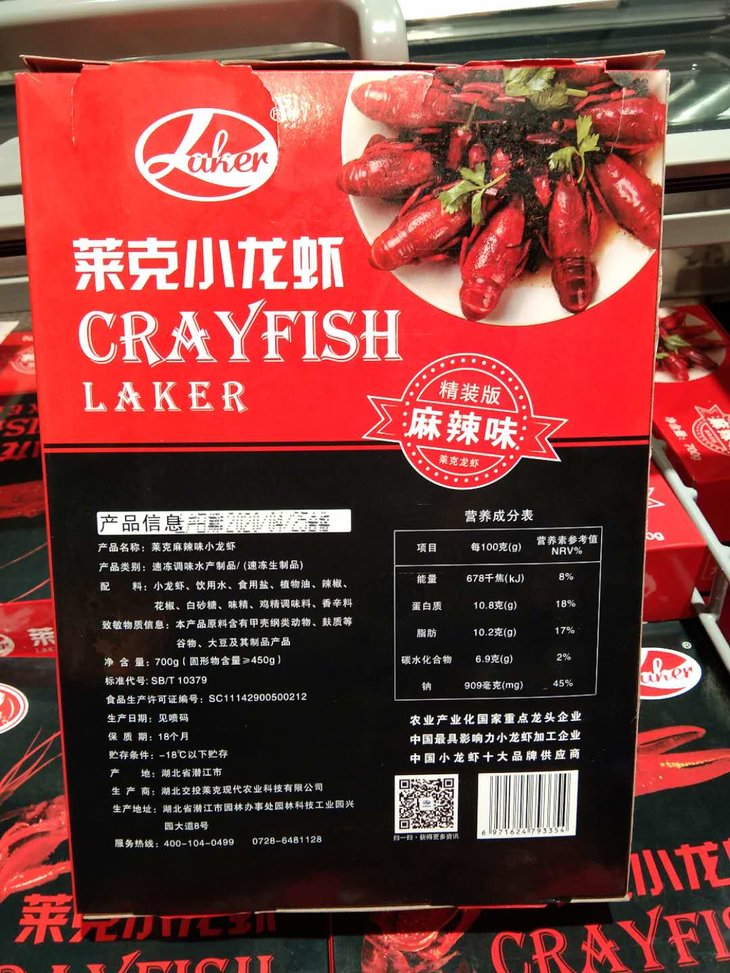 Laker
莱克小龙虾
CRAYFISH
LAKER
精装版
麻辣味
莱克龙虾
产品信息
产品名称：莱克麻辣味小龙虾
产品类别：速冻调味水产制品/（速冻生制品）
配 料：小龙虾、饮用水、食用盐、植物油、辣椒、
花椒、白砂糖、味精、鸡精调味料、香辛料
致敏物质信息：本产品原料含有甲壳纲类动物、麸质等
谷物、大豆及其制品产品
净 含 量：700g（固形物含量≥450g）
标准代号：SB/T 10379
食品生产许可证编号：SC11142900500212
生产日期：见喷码
保 质 期：18个月
贮存条件：-18℃以下贮存
产 地：湖北省潜江市
生 产 商：湖北交投莱克现代农业科技有限公司
生产地址：湖北省潜江市园林办事处园林科技工业园兴
园大道8号
服务热线：400-104-0499 0728-6481128
营养成分表
项目 每100克(g) 营养素参考值
NRV%
能量 678千焦(kJ) 8%
蛋白质 10.8克(g) 18%
脂肪 10.2克(g) 17%
碳水化合物 6.9克(g) 2%
钠 909毫克(mg) 45%
农业产业化国家重点龙头企业
中国最具影响力小龙虾加工企业
中国小龙虾十大品牌供应商
扫一扫，获得更多资讯
6 971624 793354
莱克小龙虾
CRAYFISH